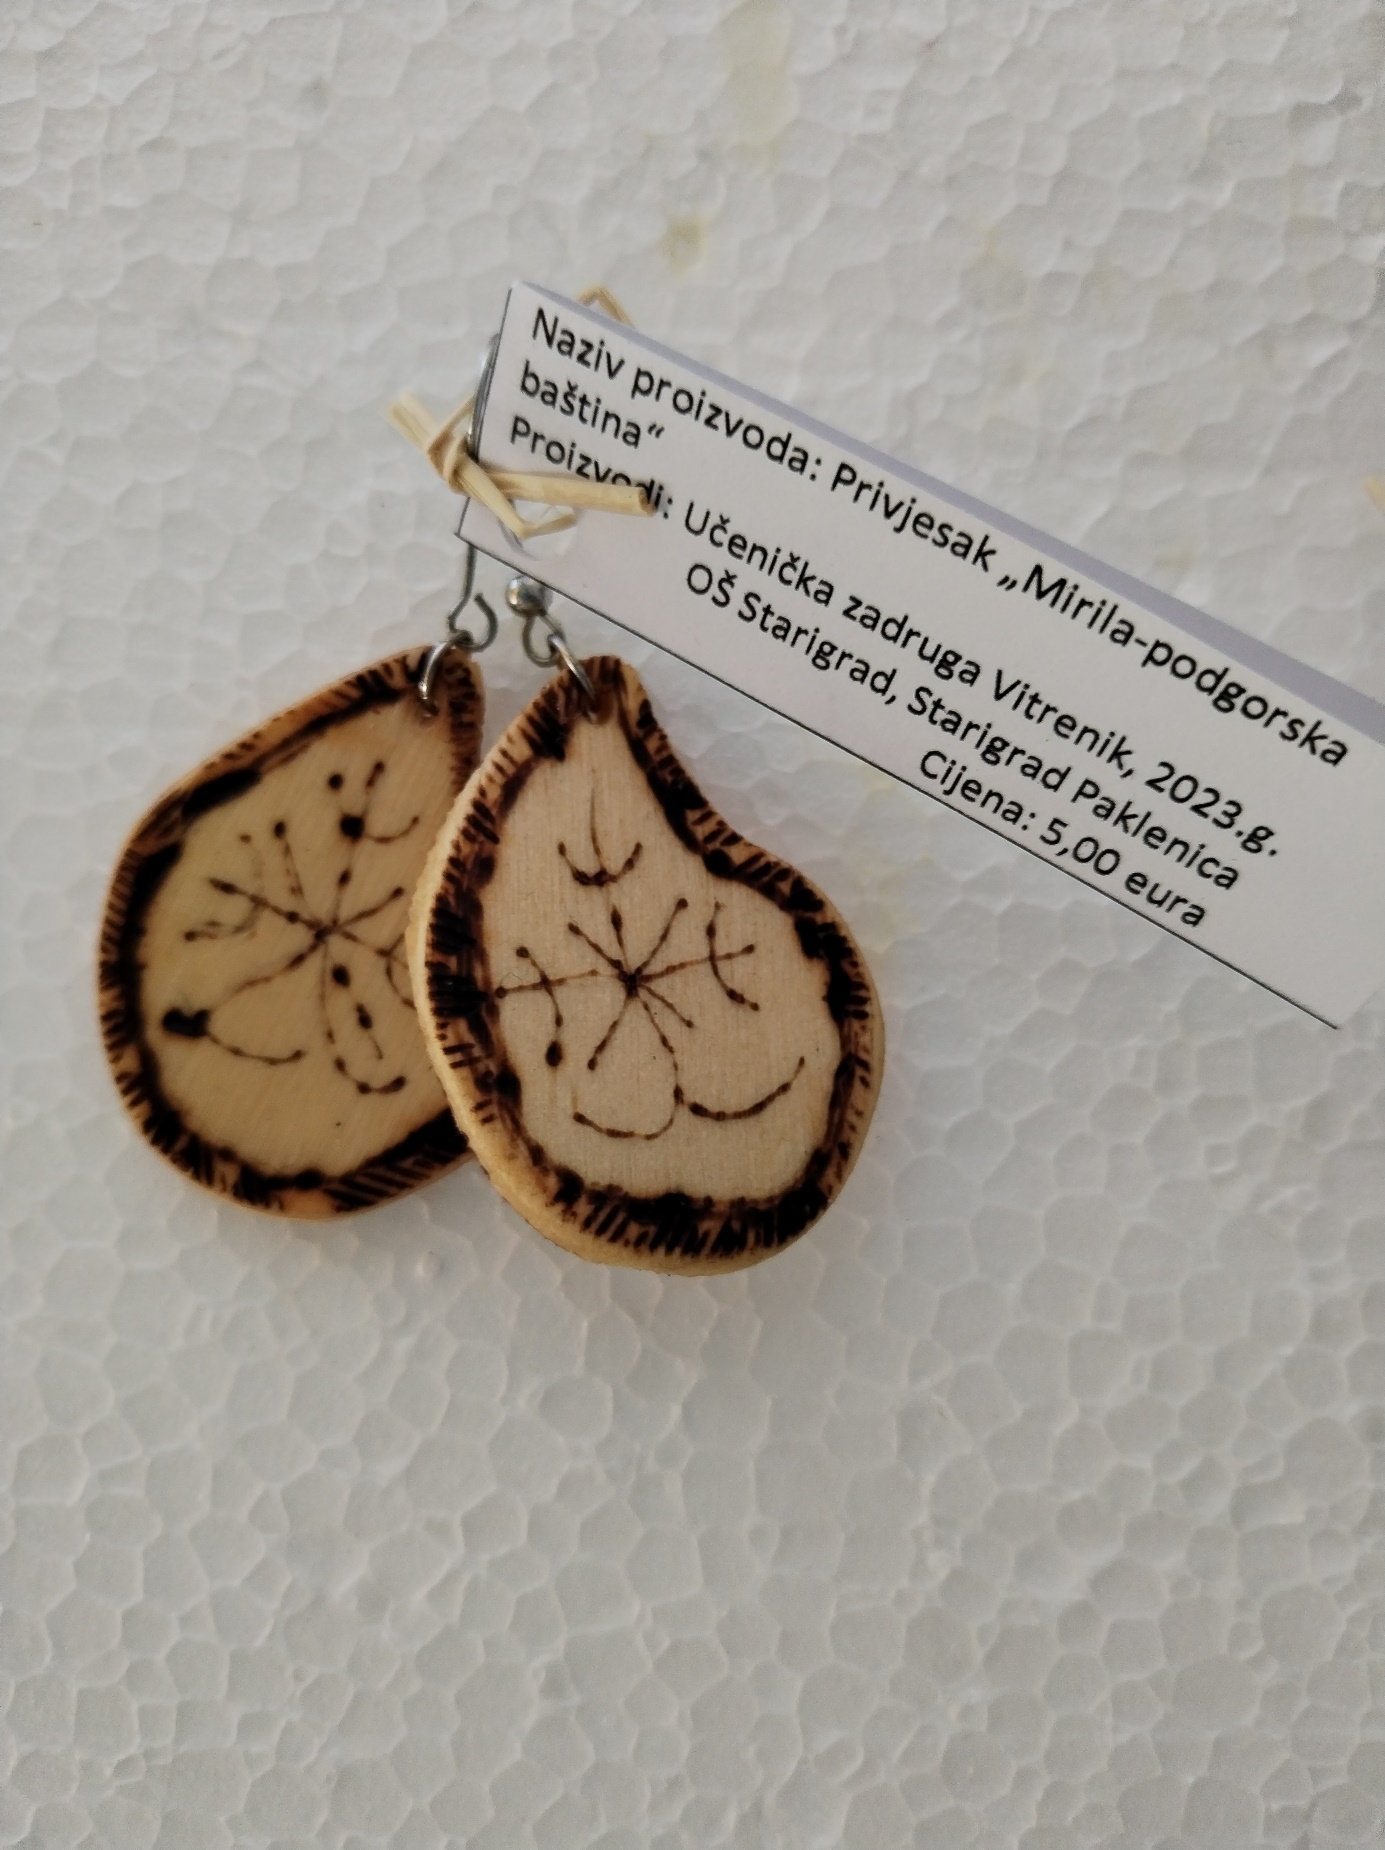 Naziv proizvoda: Privjesak „Mirila-podgorska
baština“
Proizvodi: Učenička zadruga Vitrenik, 2023.g.
OŠ Starigrad, Starigrad Paklenica
Cijena: 5,00 eura